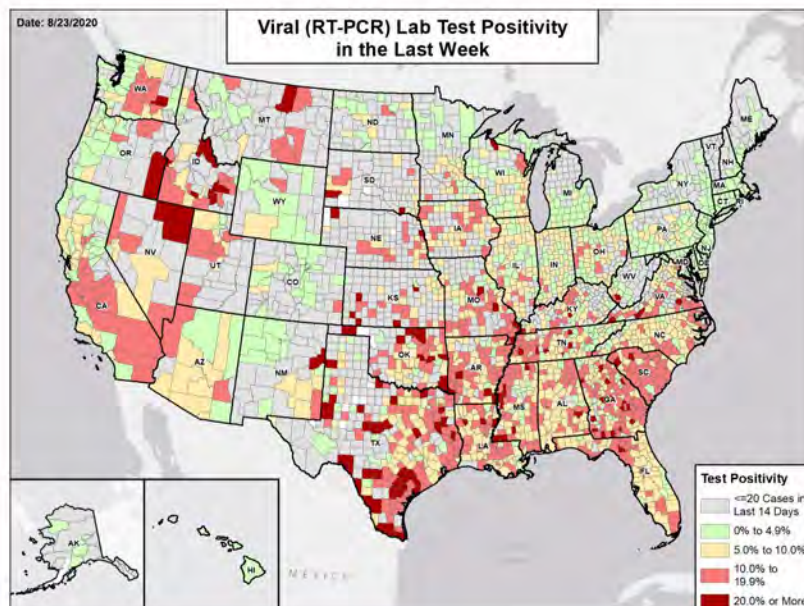 Date: 8/23/2020
Viral (RT-PCR) Lab Test Positivity
in the Last Week
WA
MT
ND
MN
ME
OR
ID
SD
WI
VT
NH
WY
MI
NY
MA
CT
RI
NE
IA
PA
NJ
NV
UT
CO
IL
IN
OH
MD
DE
CA
KS
MO
WV
VA
KY
AZ
NM
OK
AR
TN
NC
SC
TX
LA
MS
AL
GA
FL
AK
HI
MEXICO
Test Positivity
<=20 Cases in
Last 14 Days
0% to 4.9%
5.0% to 10.0%
10.0% to
19.9%
20.0% or More